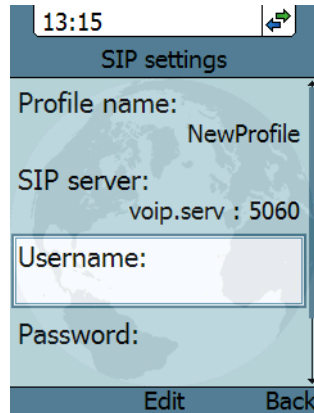 13:15
SIP settings
Profile name:
NewProfile
SIP server:
voip.serv : 5060
Username:
Password:
Edit Back